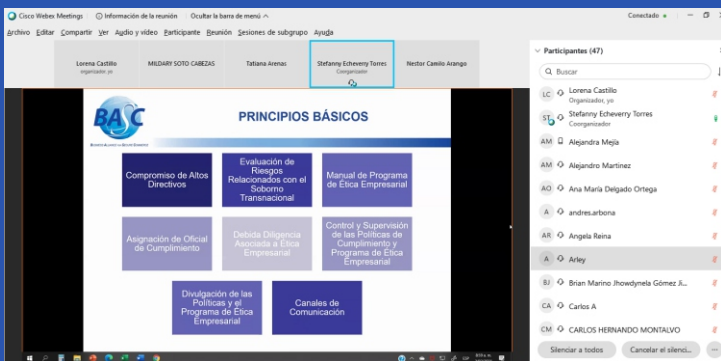 Cisco Webex Meetings
Información de la reunión
Ocultar la barra de menú
Conectado
Archivo Editar Compartir Ver Audio y vídeo Participante Reunión Sesiones de subgrupo Ayuda
Lorena Castillo
organizador, yo
MILDARY SOTO CABEZAS
Tatiana Arenas
Stefanny Echeverry Torres
Coorganizador
Nestor Camilo Arango
BASC
PRINCIPIOS BÁSICOS
Compromiso de Altos
Directivos
Evaluación de
Riesgos
Relacionados con el
Soborno
Transnacional
Manual de Programa
de Ética Empresarial
Asignación de Oficial
de Cumplimiento
Debida Diligencia
Asociada a Ética
Empresarial
Control y Supervisión
de las Políticas de
Cumplimiento y
Programa de Ética
Empresarial
Divulgación de las
Políticas y el
Programa de Ética
Empresarial
Canales de
Comunicación
Participantes (47)
Buscar
LC Lorena Castillo
Organizador, yo
ST Stefanny Echeverry Torres
Coorganizador
AM Alejandra Mejía
AM Alejandro Martinez
AO Ana María Delgado Ortega
A andres.arbona
AR Angela Reina
A Arley
BJ Brian Marino Jhowdynela Gómez Ji...
CA Carlos A
CM CARLOS HERNANDO MONTALVO
Silenciar a todos
Cancelar el silenci...